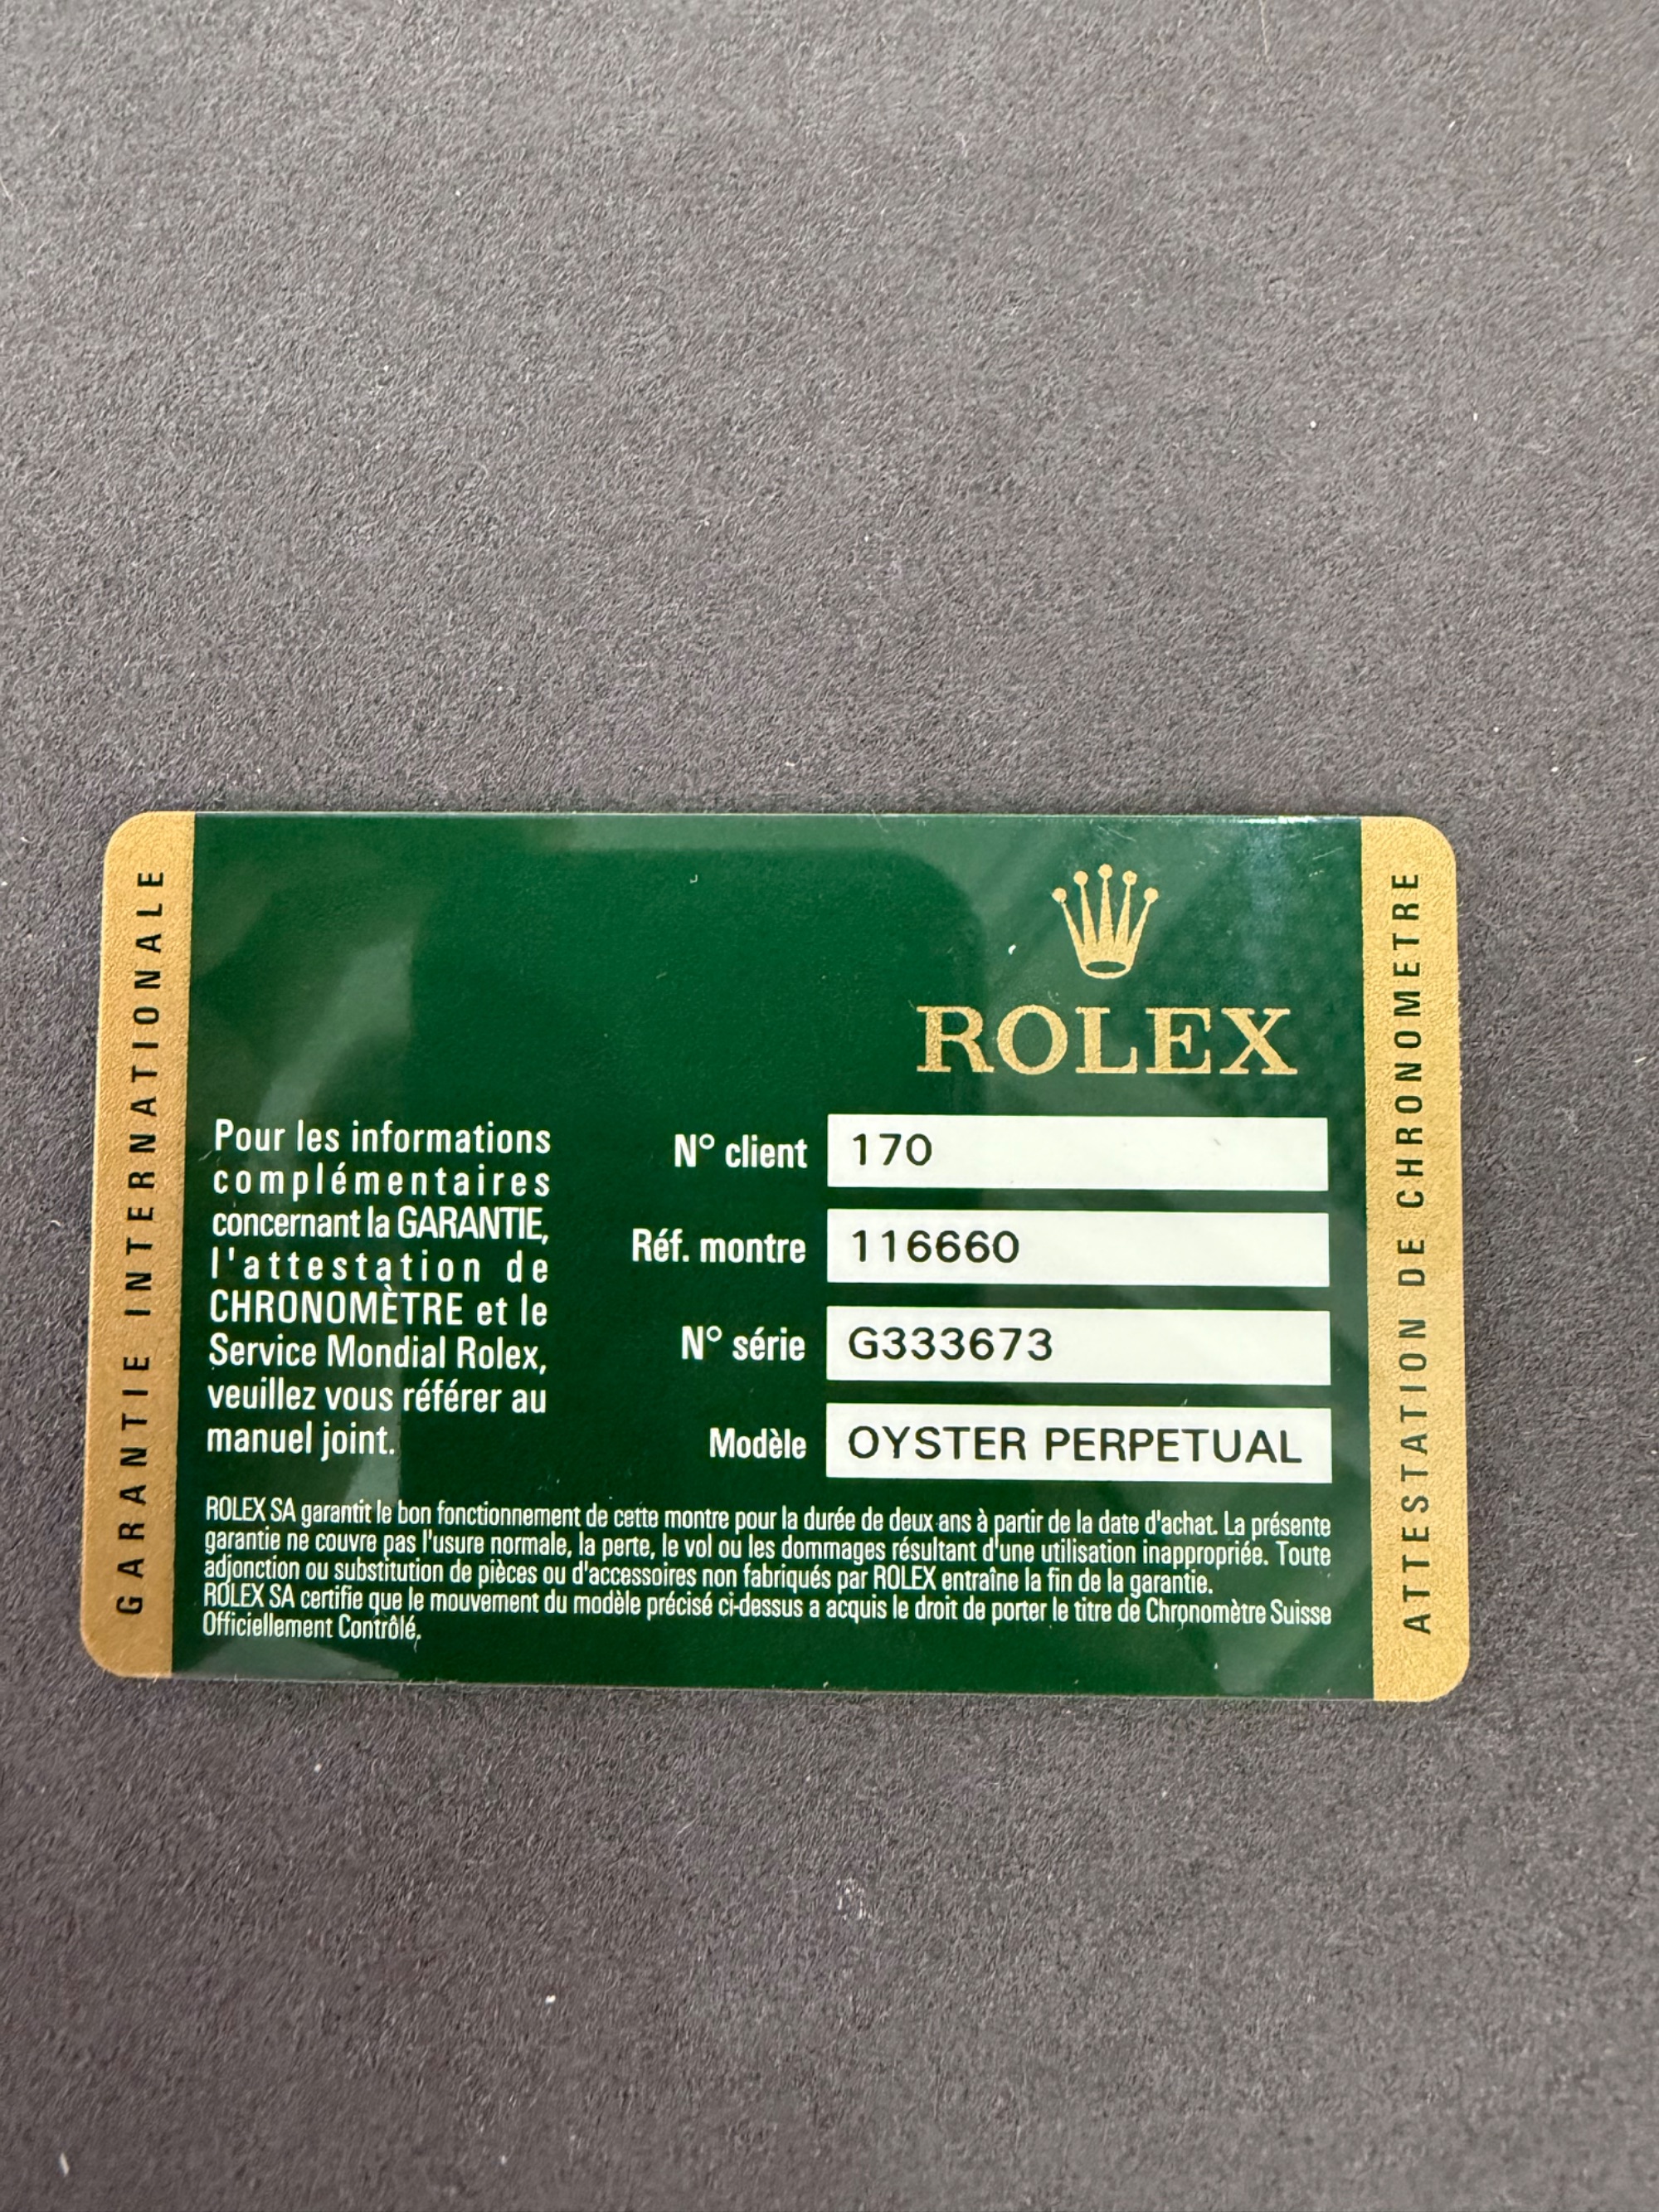 GARANTIE INTERNATIONALE
ROLEX
Pour les informations
complémentaires
concernant la GARANTIE,
l'attestation de
CHRONOMÈTRE et le
Service Mondial Rolex,
veuillez vous référer au
manuel joint.
N° client 170
Réf. montre 116660
N° série G333673
Modèle OYSTER PERPETUAL
ROLEX SA garantit le bon fonctionnement de cette montre pour la durée de deux ans à partir de la date d'achat. La présente
garantie ne couvre pas l'usure normale, la perte, le vol ou les dommages résultant d'une utilisation inappropriée. Toute
adjonction ou substitution de pièces ou d'accessoires non fabriqués par ROLEX entraîne la fin de la garantie.
ROLEX SA certifie que le mouvement du modèle précisé ci-dessus a acquis le droit de porter le titre de Chronomètre Suisse
Officiellement Contrôlé.
ATTESTATION DE CHRONOMETRE